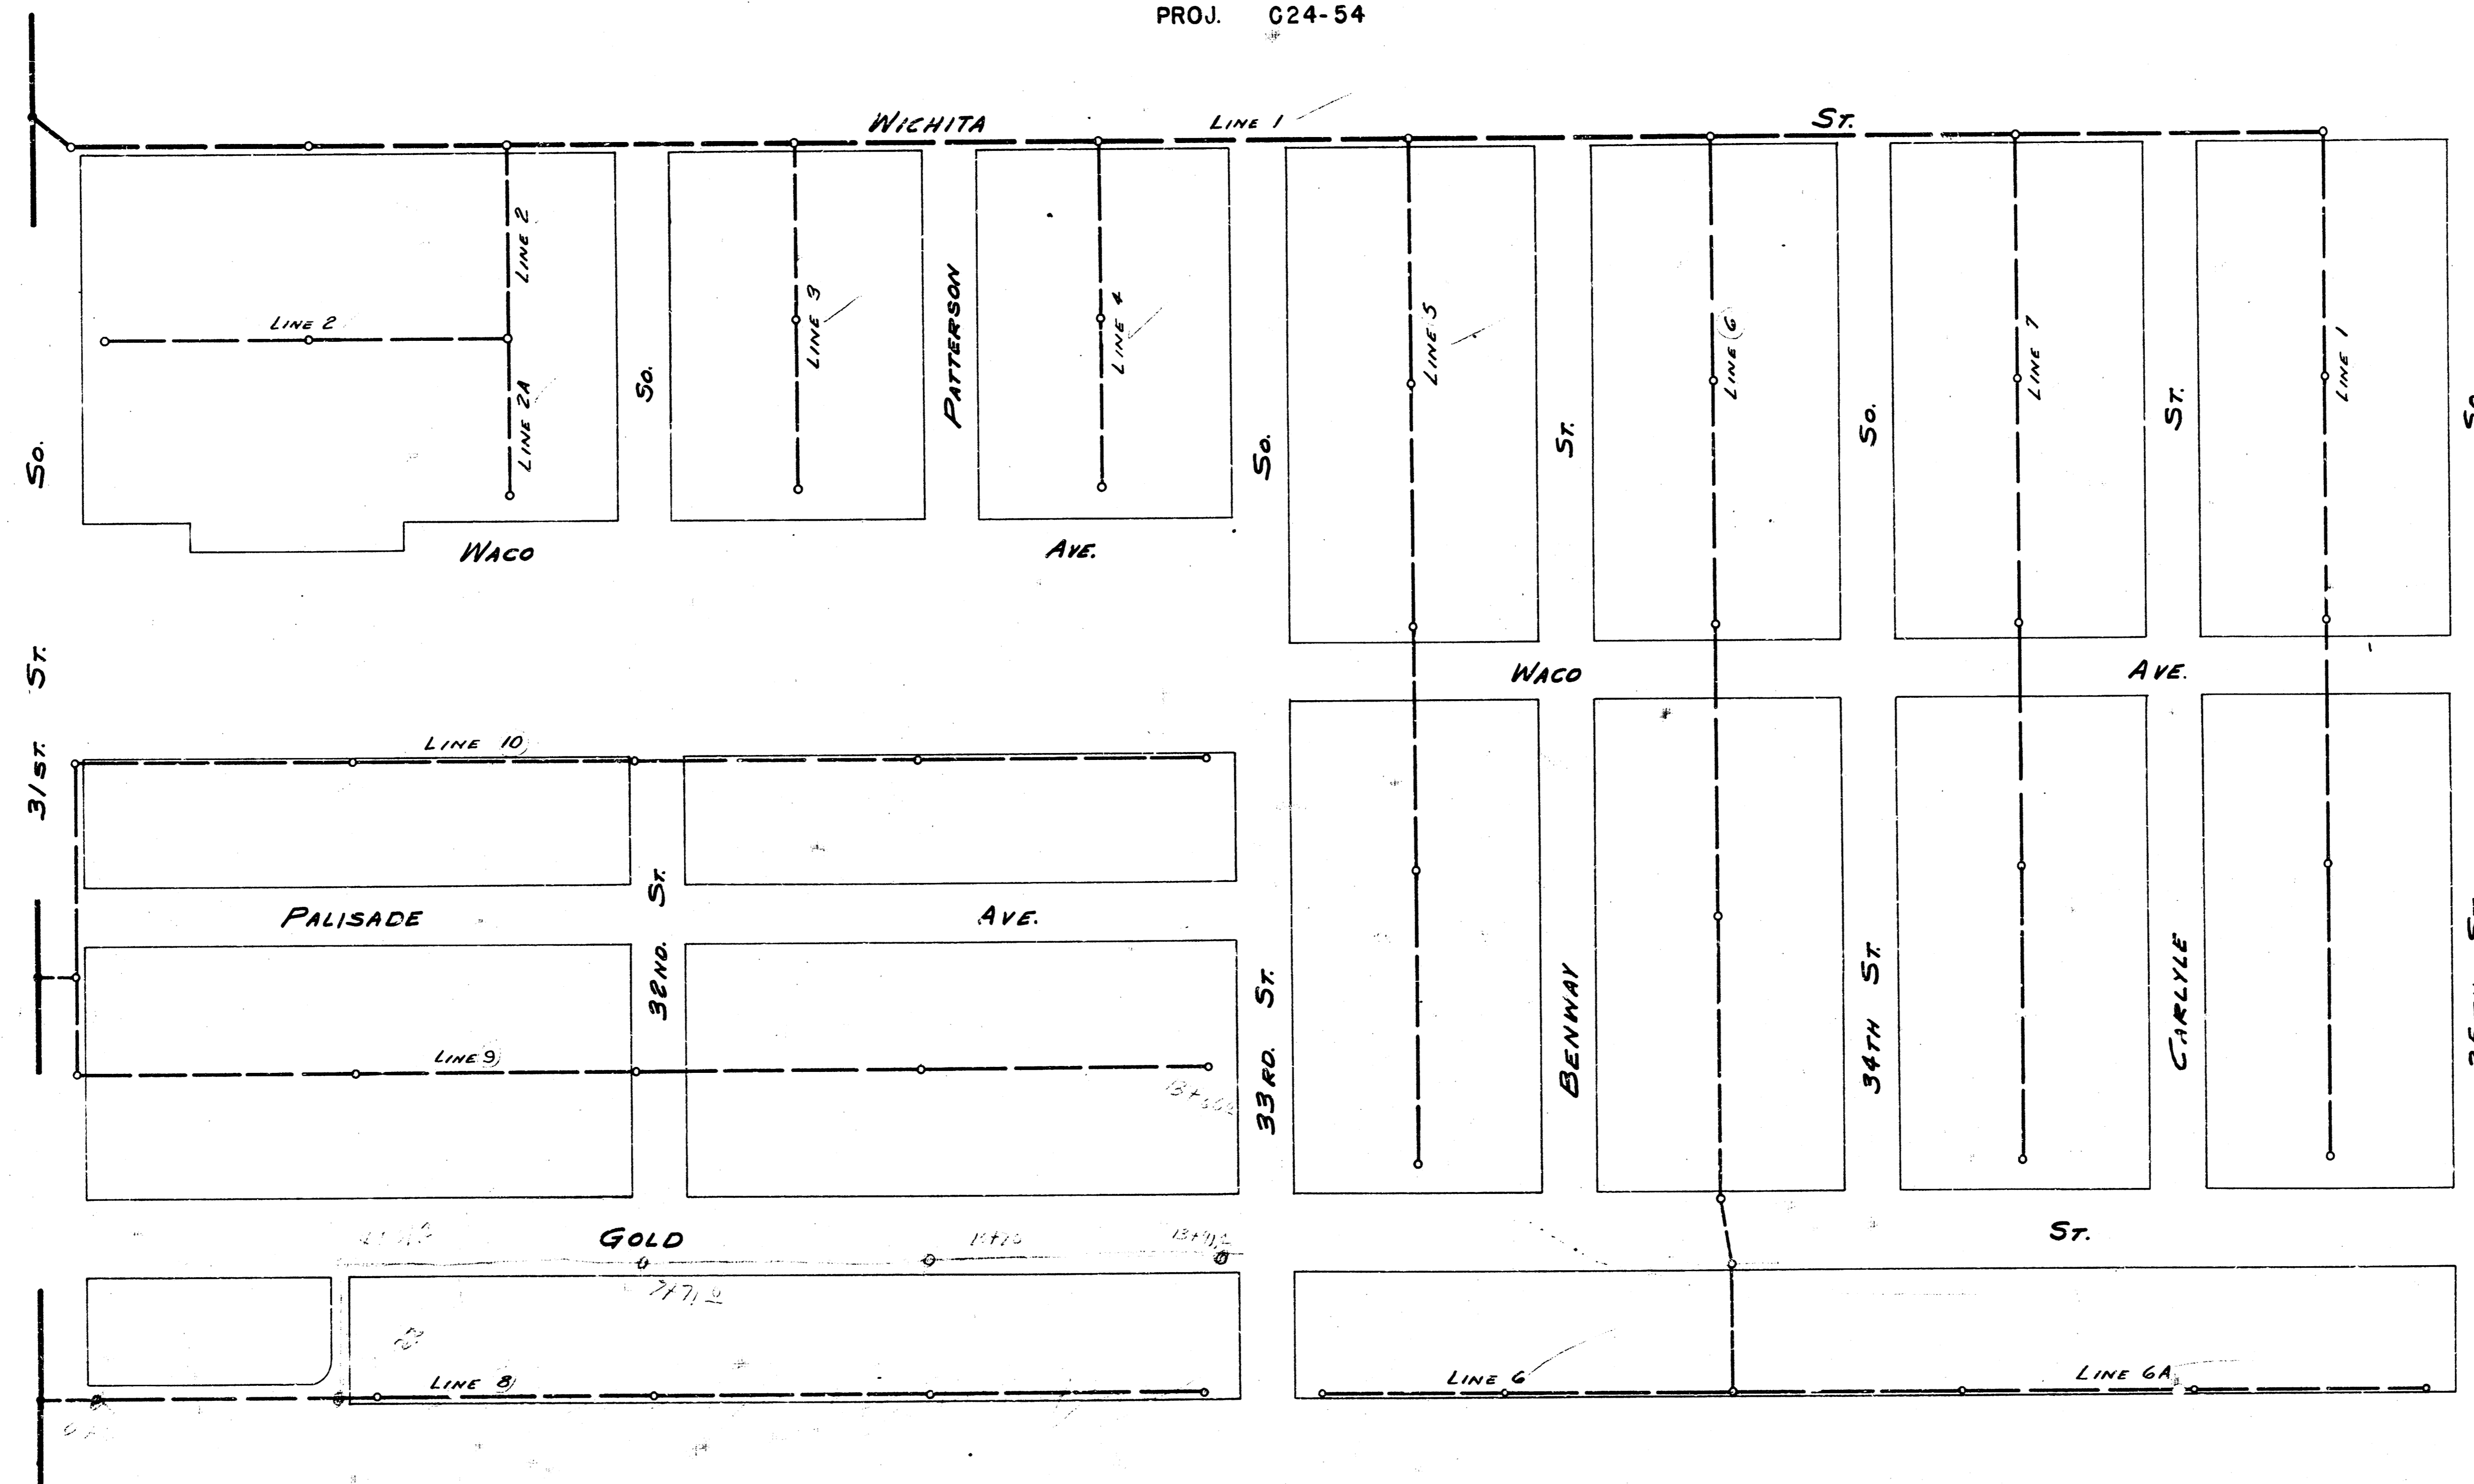 PROJ. C24-54
WICHITA ST.
LINE 1
LINE 2
LINE 2
LINE 2A
LINE 3
LINE 4
LINE 5
LINE 6
LINE 7
LINE 1
31ST. ST. SO.
32ND. ST. SO.
PATTERSON
33RD. ST. SO.
BENWAY ST.
34TH ST. SO.
CARLYLE ST.
WACO AVE.
WACO AVE.
LINE 10
PALISADE AVE.
LINE 9
GOLD ST.
LINE 8
LINE 6
LINE 6A